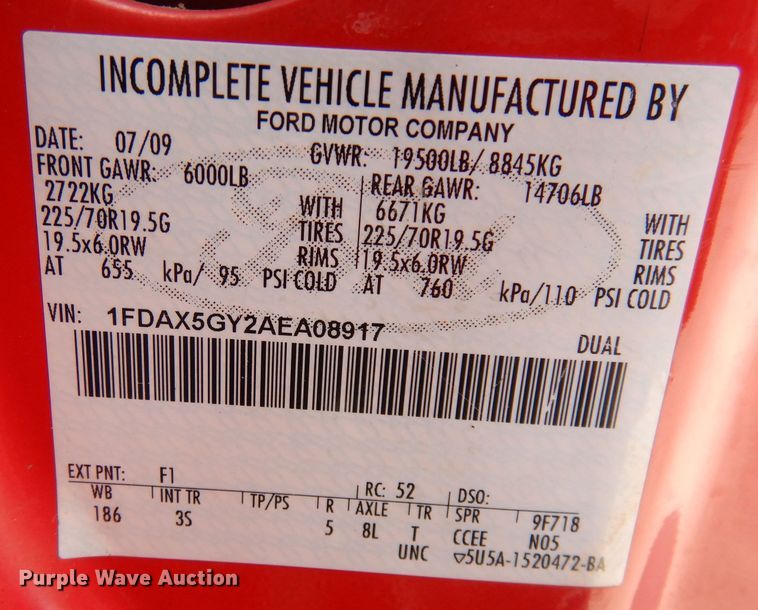 INCOMPLETE VEHICLE MANUFACTURED BY
FORD MOTOR COMPANY
DATE: 07/09 GVWR: 19500LB/ 8845KG
FRONT GAWR: 6000LB REAR GAWR: 14706LB
2722KG WITH 6671KG WITH
225/70R19.5G TIRES 225/70R19.5G TIRES
19.5x6.0RW RIMS 19.5x6.0RW RIMS
AT 655 kPa/ 95 PSI COLD AT 760 kPa/110 PSI COLD
VIN: 1FDAX5GY2AEA08917
DUAL
EXT PNT: F1 RC: 52 DSO:
WB INT TR TP/PS R AXLE TR SPR 9F718
186 3S 5 8L T CCEE N05
UNC 5U5A-1520472-BA
Purple Wave Auction